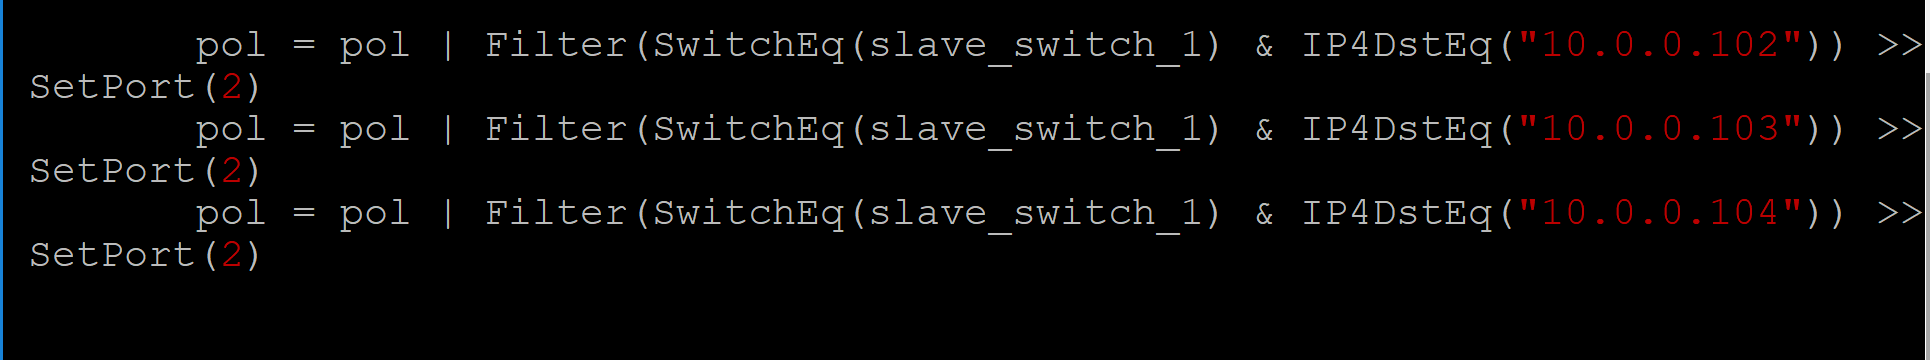 pol = pol | Filter(SwitchEq(slave_switch_1) & IP4DstEq("10.0.0.102")) >>
SetPort(2)
pol = pol | Filter(SwitchEq(slave_switch_1) & IP4DstEq("10.0.0.103")) >>
SetPort(2)
pol = pol | Filter(SwitchEq(slave_switch_1) & IP4DstEq("10.0.0.104")) >>
SetPort(2)